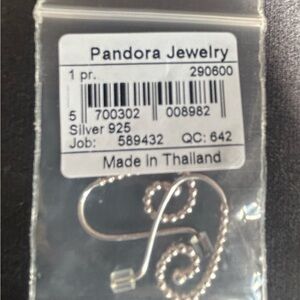 Pandora Jewelry
1 pr. 290600
5 700302 008982
Silver 925
Job: 589432 QC: 642
Made in Thailand